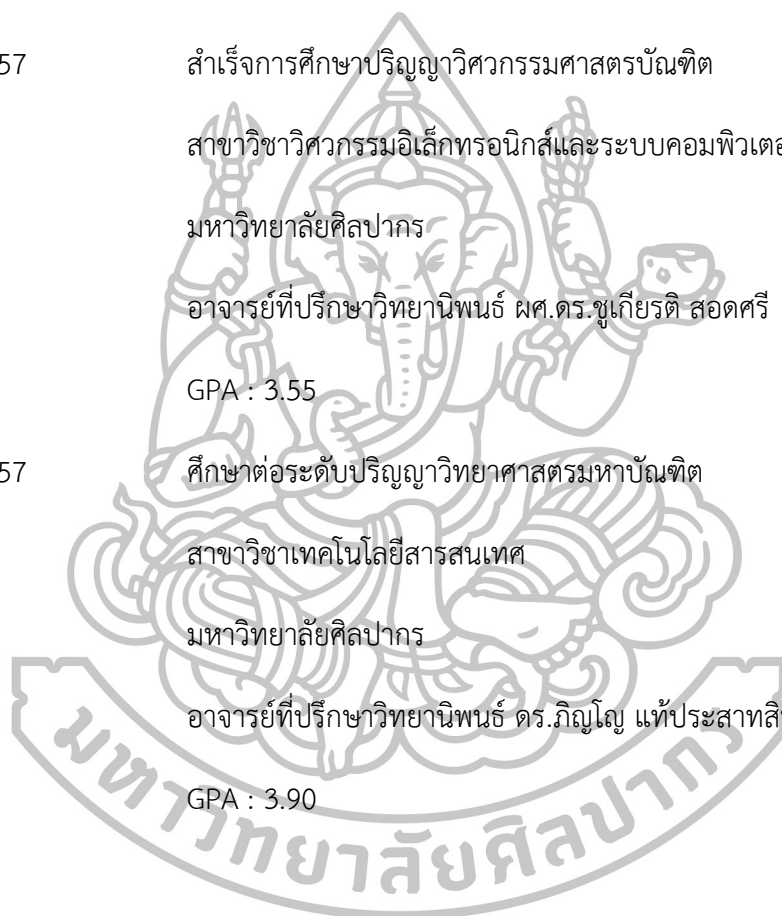 57 สำเร็จการศึกษาปริญญาวิศวกรรมศาสตรบัณฑิต
สาขาวิชาวิศวกรรมอิเล็กทรอนิกส์และระบบคอมพิวเตอ
มหาวิทยาลัยศิลปากร
อาจารย์ที่ปรึกษาวิทยานิพนธ์ ผศ.ดร.ชูเกียรติ สอดศรี
GPA : 3.55
57 ศึกษาต่อระดับปริญญาวิทยาศาสตรมหาบัณฑิต
สาขาวิชาเทคโนโลยีสารสนเทศ
มหาวิทยาลัยศิลปากร
อาจารย์ที่ปรึกษาวิทยานิพนธ์ ดร.ภิญโญ แท้ประสาทสิ
GPA : 3.90
มหาวิทยาลัยศิลปากร